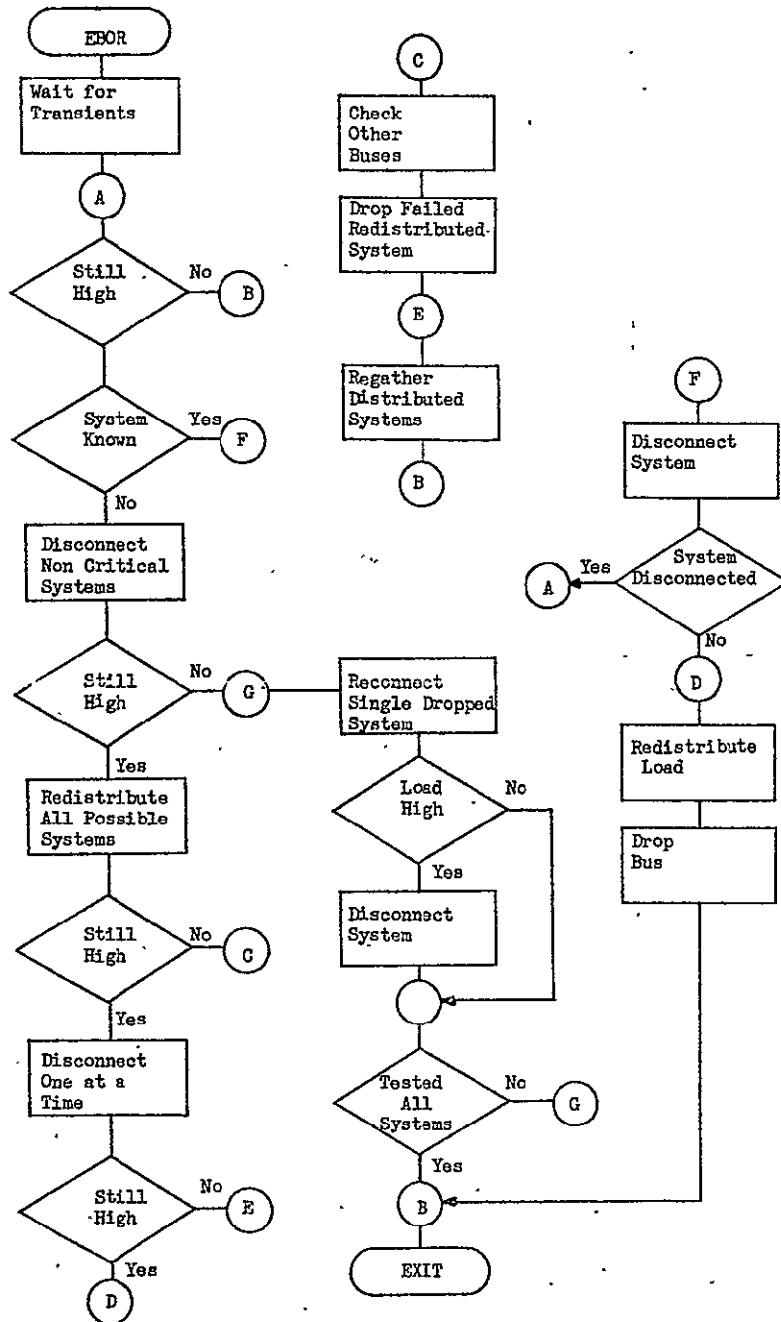 EBOR
Wait for
Transients
A
Still
High
No
B
System
Known
Yes
F
No
Disconnect
Non Critical
Systems
Still
High
No
G
Yes
Redistribute
All Possible
Systems
Still
High
No
C
Yes
Disconnect
One at a
Time
Still
High
No
E
Yes
D
C
Check
Other
Buses
Drop Failed
Redistributed
System
E
Regather
Distributed
Systems
B
Reconnect
Single Dropped
System
Load
High
No
Yes
Disconnect
System
Tested
All
Systems
No
G
Yes
B
EXIT
F
Disconnect
System
System
Disconnected
Yes
A
No
D
Redistribute
Load
Drop
Bus